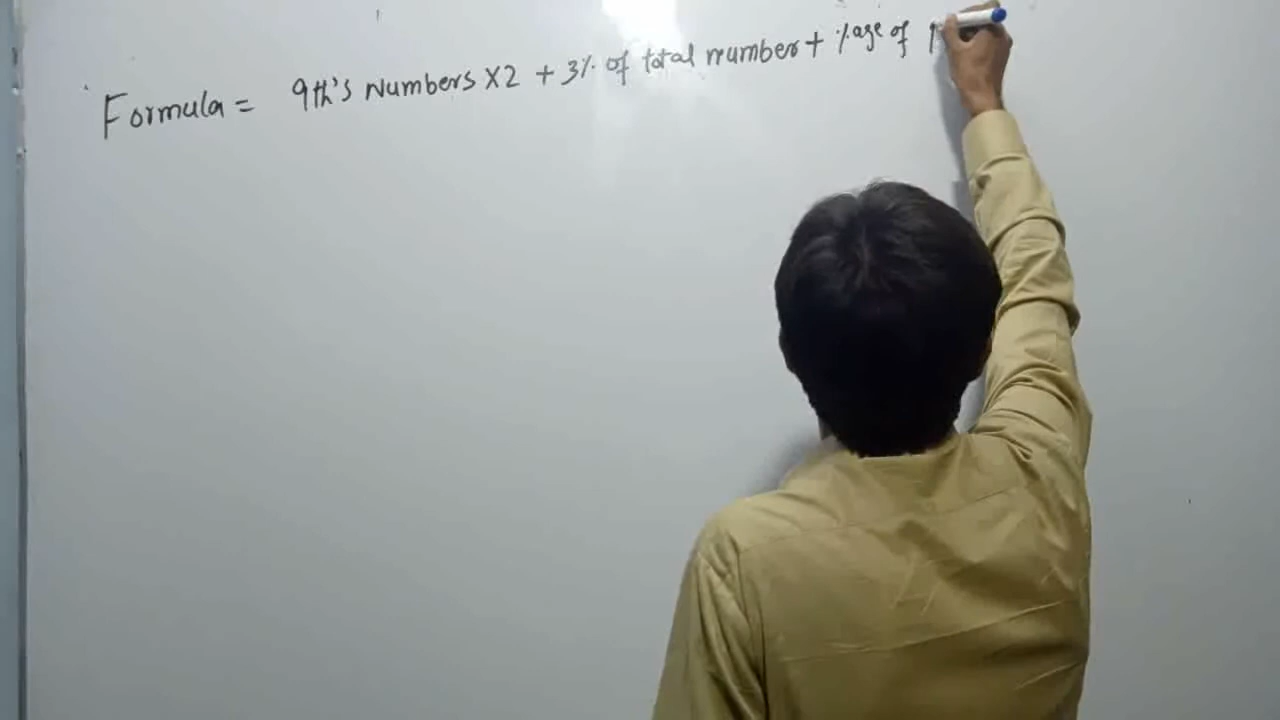 Formula = 9th's Numbers X2 + 3% of total number + %age of